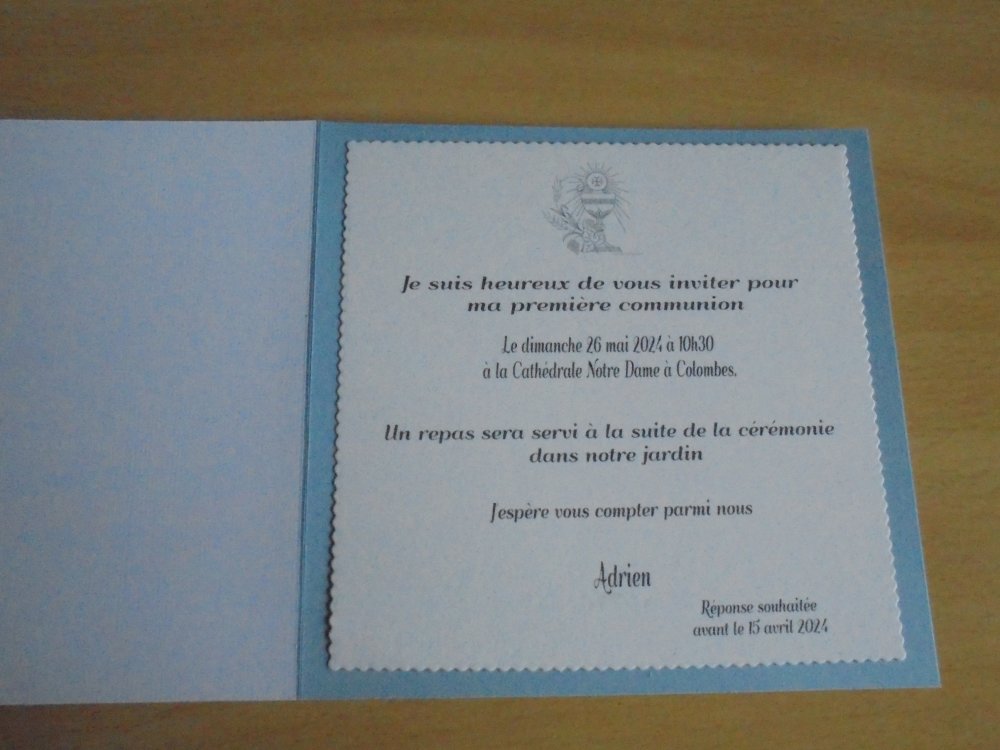 Je suis heureux de vous inviter pour
ma première communion
Le dimanche 26 mai 2024 à 10h30
à la Cathédrale Notre Dame à Colombes.
Un repas sera servi à la suite de la cérémonie
dans notre jardin
J'espère vous compter parmi nous
Adrien
Réponse souhaitée
avant le 15 avril 2024